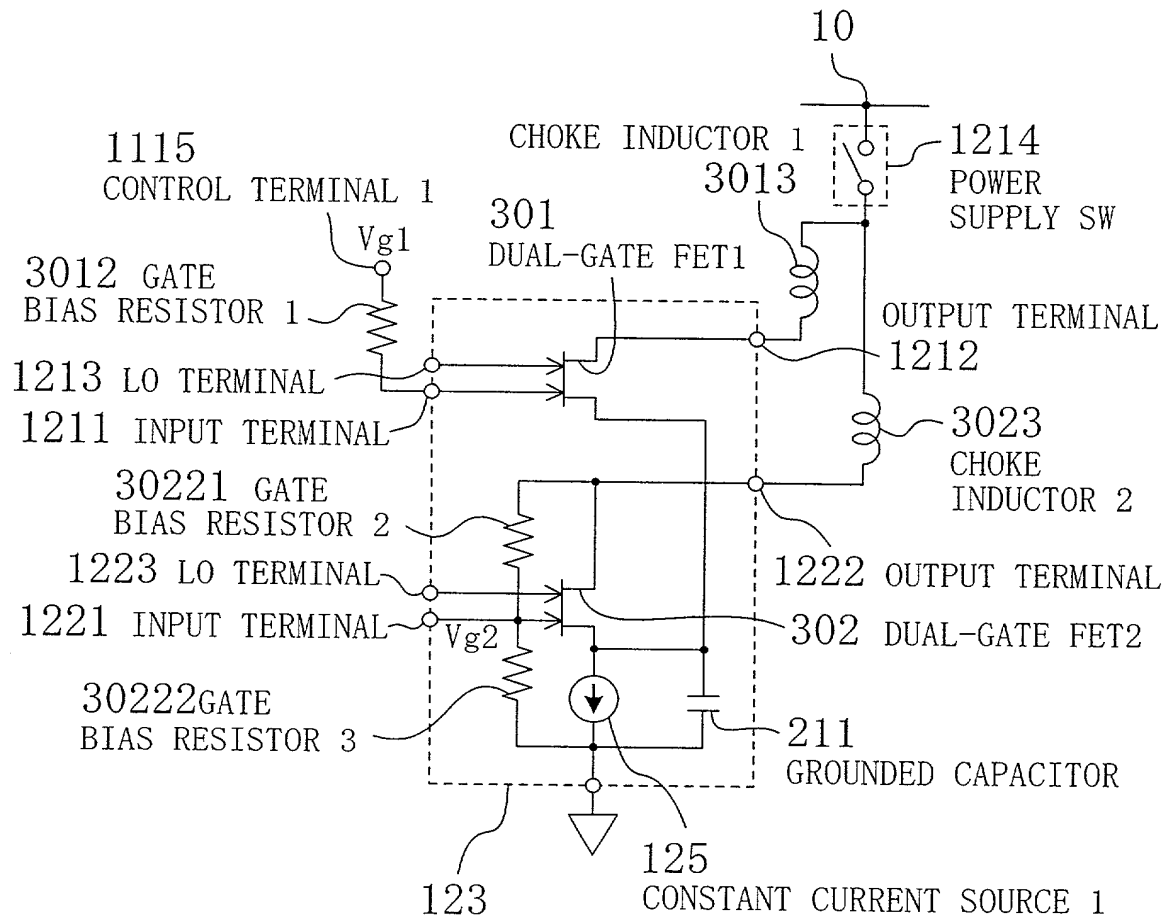 10
CHOKE INDUCTOR 1
3013
1214
POWER
SUPPLY SW
1115
CONTROL TERMINAL 1
Vg1
301
DUAL-GATE FET1
3012 GATE
BIAS RESISTOR 1
OUTPUT TERMINAL
1212
1213 LO TERMINAL
1211 INPUT TERMINAL
3023
CHOKE
INDUCTOR 2
30221 GATE
BIAS RESISTOR 2
1223 LO TERMINAL
1222 OUTPUT TERMINAL
1221 INPUT TERMINAL
Vg2
302 DUAL-GATE FET2
30222GATE
BIAS RESISTOR 3
211
GROUNDED CAPACITOR
123
125
CONSTANT CURRENT SOURCE 1